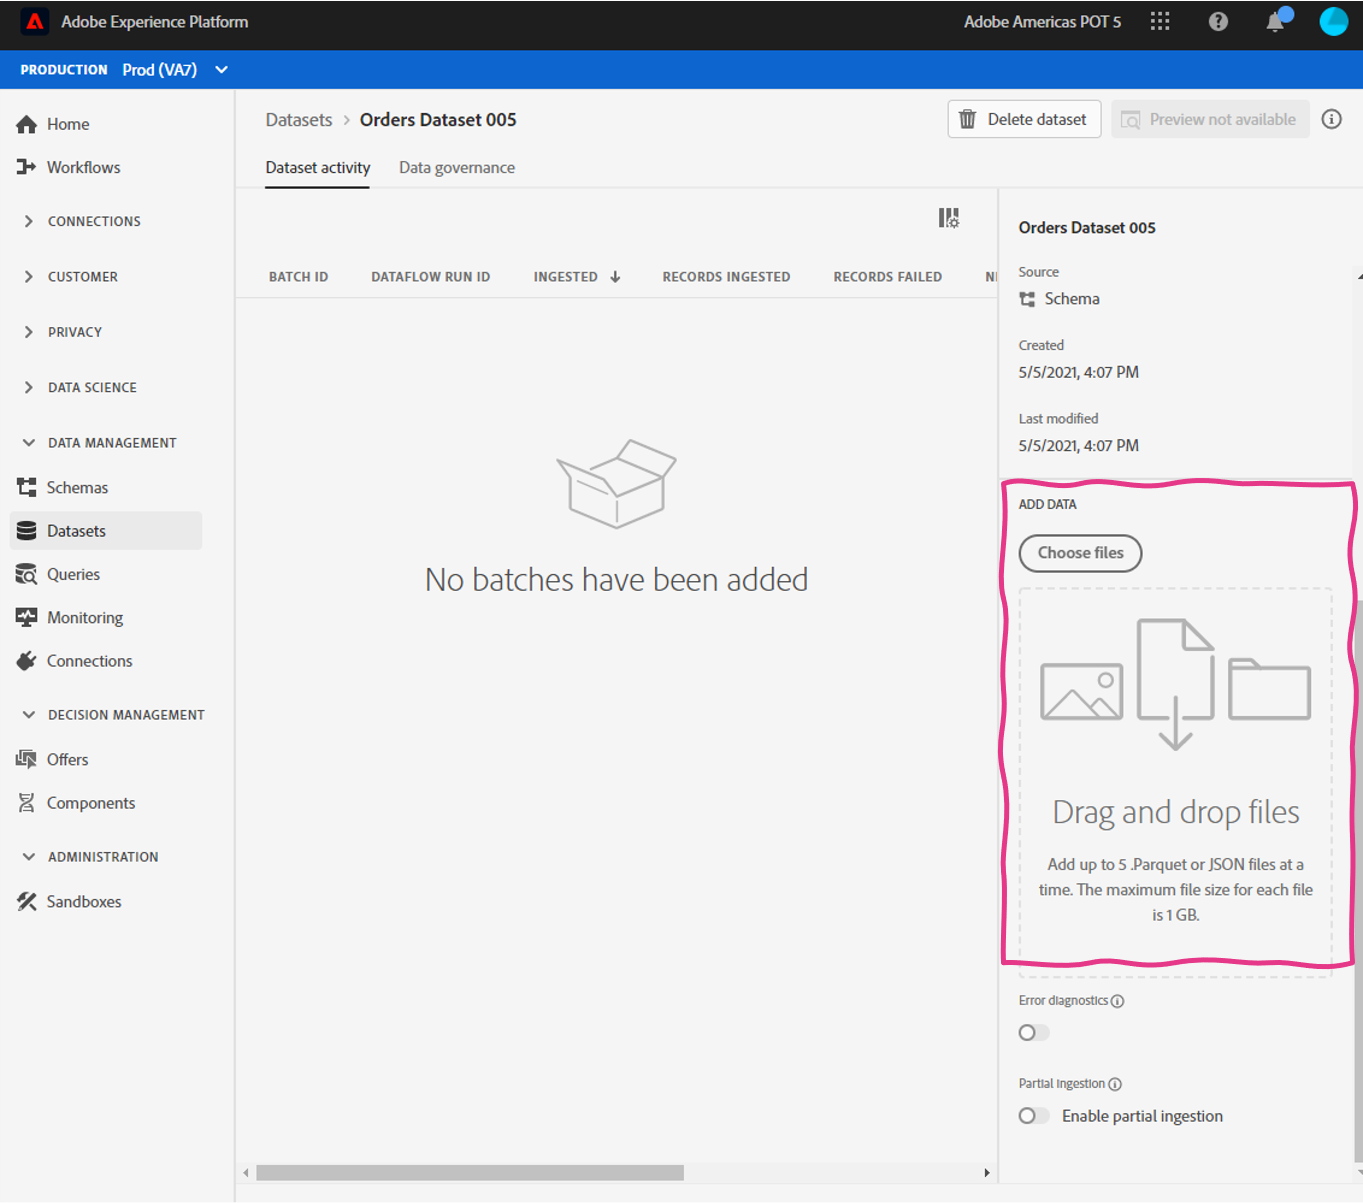 Adobe Experience Platform
Adobe Americas POT 5
PRODUCTION Prod (VA7)
Home
Workflows
CONNECTIONS
CUSTOMER
PRIVACY
DATA SCIENCE
DATA MANAGEMENT
Schemas
Datasets
Queries
Monitoring
Connections
DECISION MANAGEMENT
Offers
Components
ADMINISTRATION
Sandboxes
Datasets > Orders Dataset 005
Delete dataset
Preview not available
Dataset activity
Data governance
BATCH ID DATAFLOW RUN ID INGESTED ↓ RECORDS INGESTED RECORDS FAILED
No batches have been added
Orders Dataset 005
Source
Schema
Created
5/5/2021, 4:07 PM
Last modified
5/5/2021, 4:07 PM
ADD DATA
Choose files
Drag and drop files
Add up to 5 .Parquet or JSON files at a
time. The maximum file size for each file
is 1 GB.
Error diagnostics
Partial ingestion
Enable partial ingestion